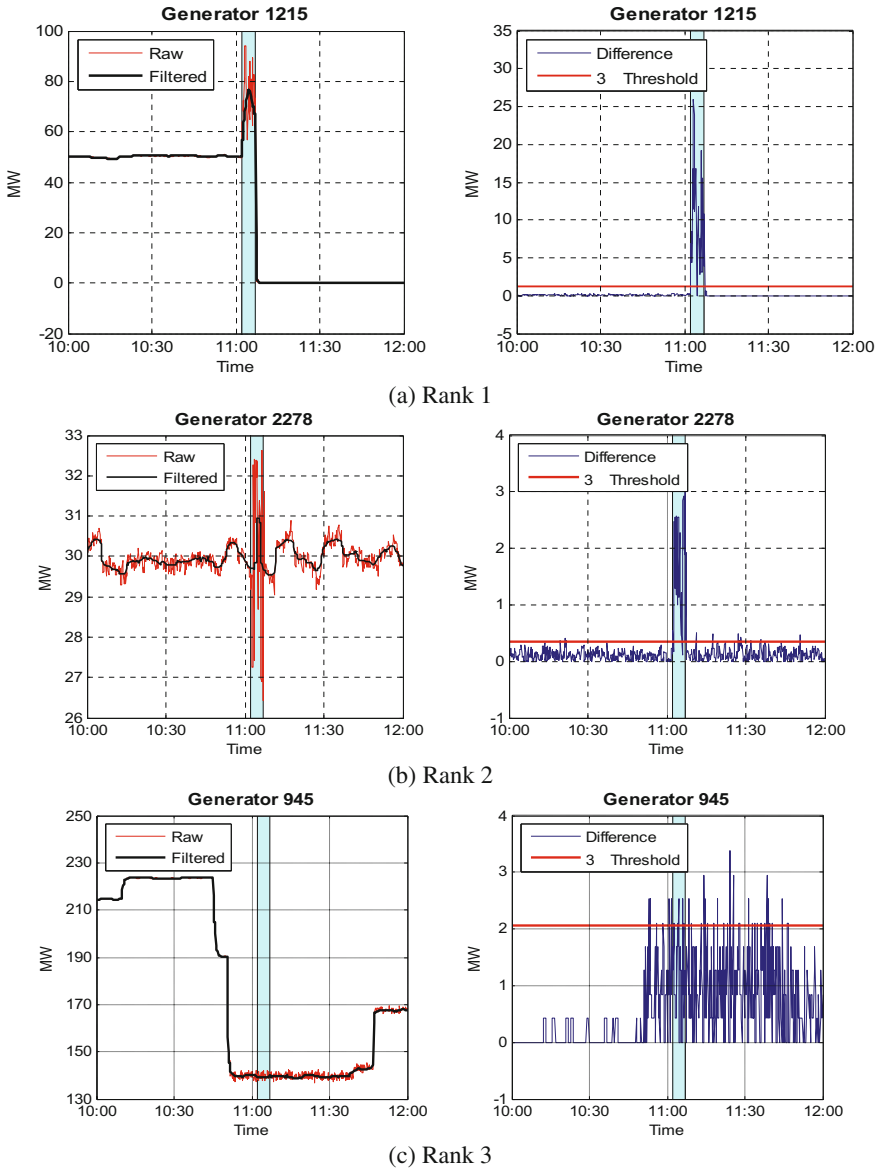 Generator 1215
Raw
Filtered
100
80
60
40
20
0
-20
MW
10:00 10:30 11:00 11:30 12:00
Time
Generator 1215
Difference
3 Threshold
35
30
25
20
15
10
5
0
-5
MW
10:00 10:30 11:00 11:30 12:00
Time
(a) Rank 1
Generator 2278
Raw
Filtered
33
32
31
30
29
28
27
26
MW
10:00 10:30 11:00 11:30 12:00
Time
Generator 2278
Difference
3 Threshold
4
3
2
1
0
-1
MW
10:00 10:30 11:00 11:30 12:00
Time
(b) Rank 2
Generator 945
Raw
Filtered
250
210
190
170
140
130
MW
10:00 10:30 11:00 11:30 12:00
Time
Generator 945
Difference
3 Threshold
4
3
2
1
0
-1
MW
10:00 10:30 11:00 11:30 12:00
Time
(c) Rank 3